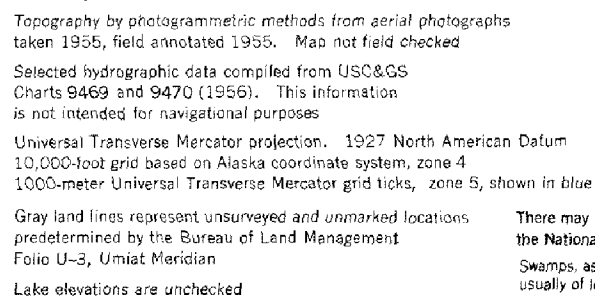 Topography by photogrammetric methods from aerial photographs
taken 1955, field annotated 1955. Map not field checked
Selected hydrographic data compiled from USC&GS
Charts 9469 and 9470 (1956). This information
is not intended for navigational purposes
Universal Transverse Mercator projection. 1927 North American Datum
10,000-foot grid based on Alaska coordinate system, zone 4
1000-meter Universal Transverse Mercator grid ticks, zone 5, shown in blue
Gray land lines represent unsurveyed and unmarked locations
predetermined by the Bureau of Land Management
Folio U-3, Umiat Meridian
Lake elevations are unchecked
There may
the Nationa
Swamps, as
usually of l